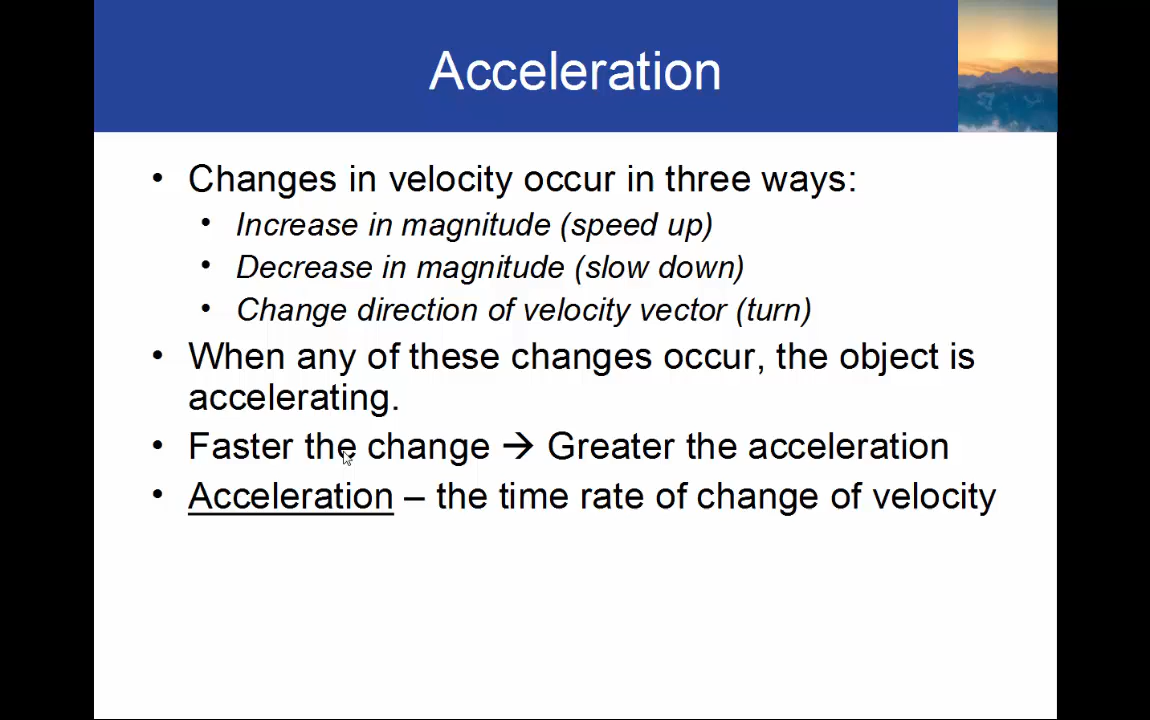 Acceleration
• Changes in velocity occur in three ways:
• Increase in magnitude (speed up)
• Decrease in magnitude (slow down)
• Change direction of velocity vector (turn)
• When any of these changes occur, the object is
accelerating.
• Faster the change → Greater the acceleration
• Acceleration – the time rate of change of velocity